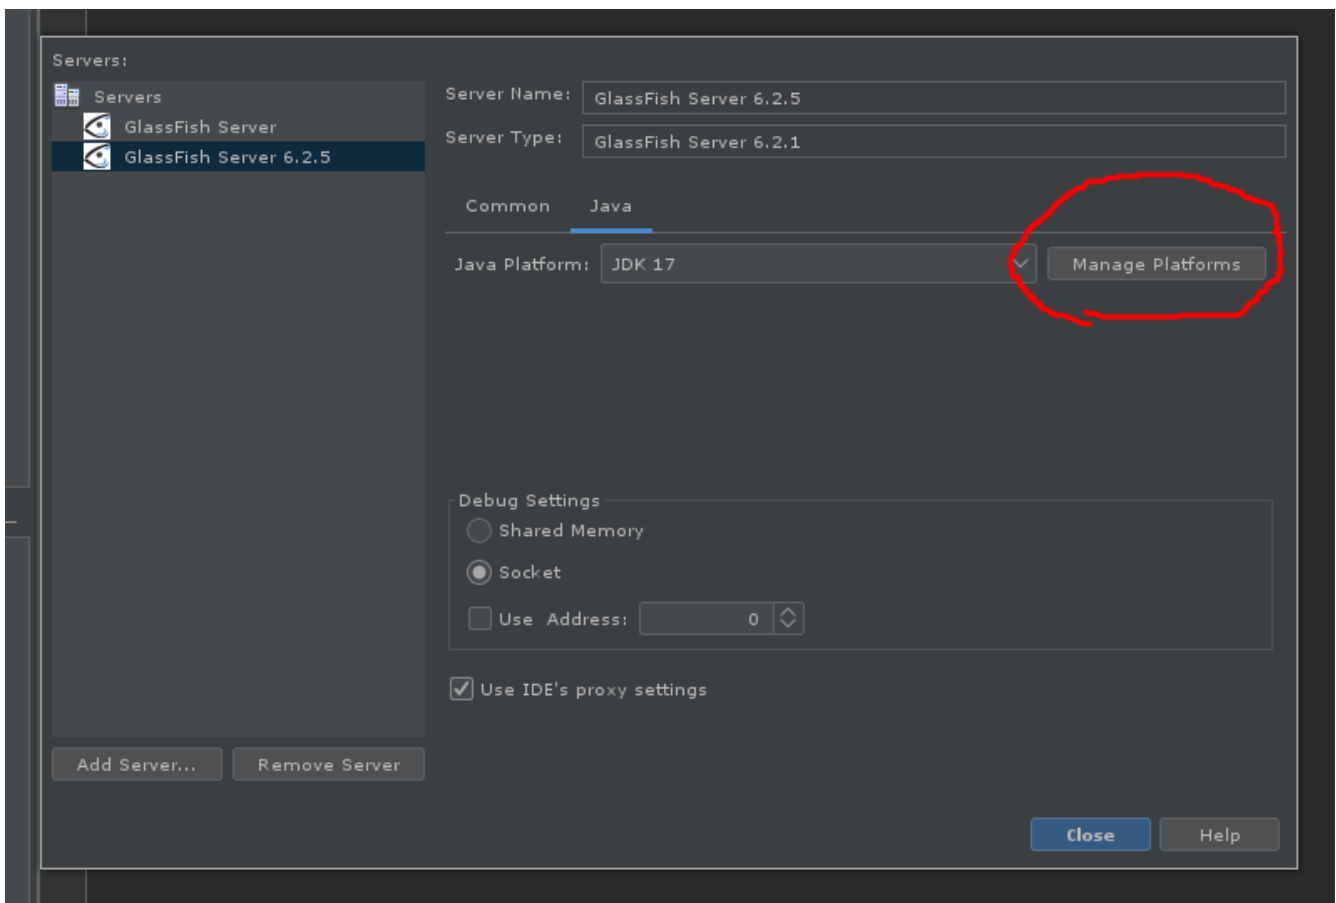 Servers:
Servers
GlassFish Server
GlassFish Server 6.2.5
Add Server...
Remove Server
Server Name: GlassFish Server 6.2.5
Server Type: GlassFish Server 6.2.1
Common Java
Java Platform: JDK 17 Manage Platforms
Debug Settings
Shared Memory
Socket
Use Address: 0
Use IDE's proxy settings
Close Help